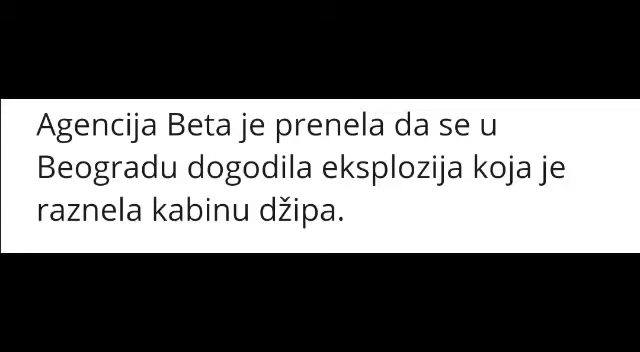 Agencija Beta je prenela da se u
Beogradu dogodila eksplozija koja je
raznela kabinu džipa.